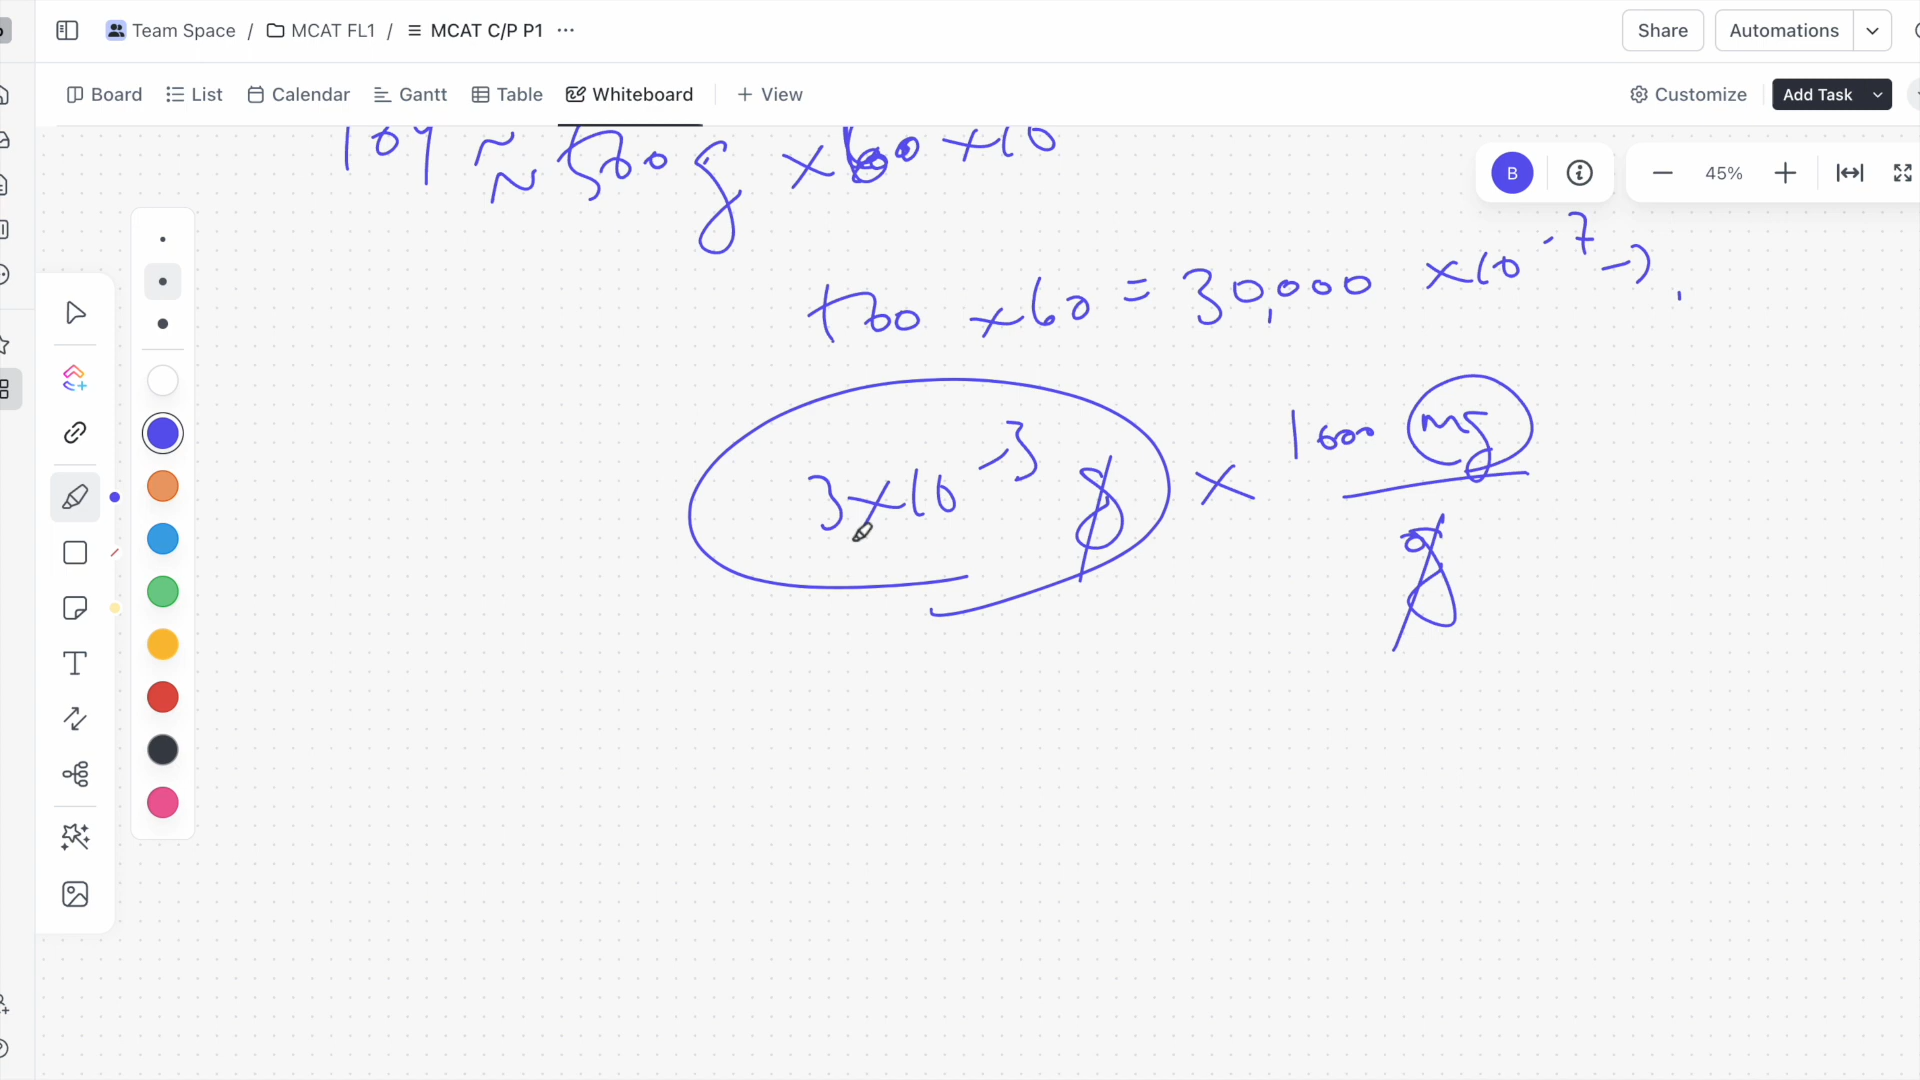 Team Space / MCAT FL1 / MCAT C/P P1 ...
Share
Automations
Board
List
Calendar
Gantt
Table
Whiteboard
+ View
Customize
Add Task
B
45%
≈ 500 g × 60 × 10
500 × 60 = 30,000 × 10⁻⁷ →
3 × 10⁻³ g × 1000 mg
g